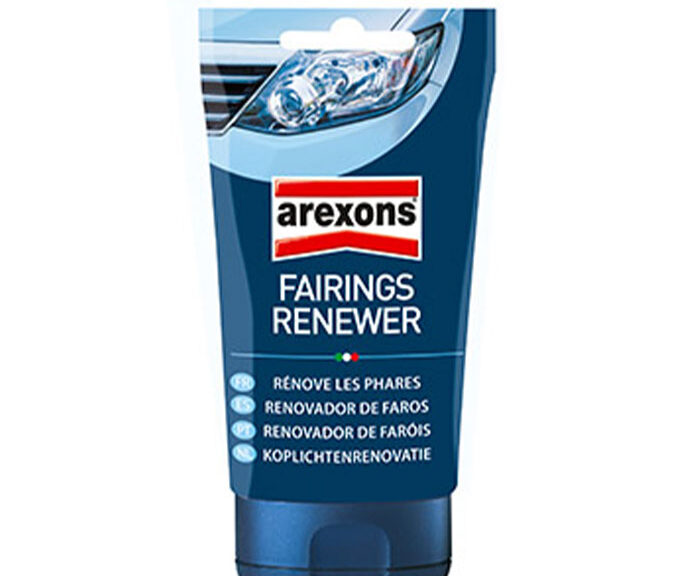 arexons
FAIRINGS
RENEWER
FR RÉNOVE LES PHARES
ES RENOVADOR DE FAROS
PT RENOVADOR DE FARÓIS
NL KOPLICHTENRENOVATIE